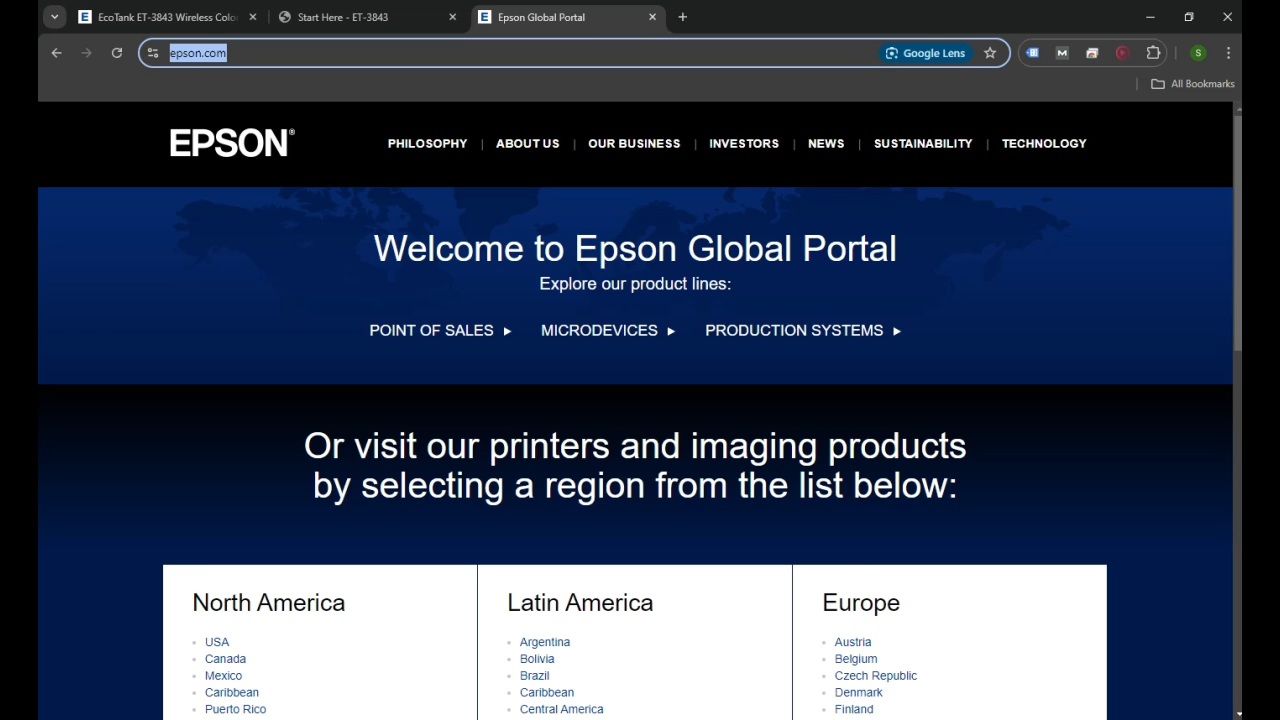 EcoTank ET-3843 Wireless Color
Start Here - ET-3843
Epson Global Portal
epson.com
Google Lens
M
S
All Bookmarks
EPSON®
PHILOSOPHY | ABOUT US | OUR BUSINESS | INVESTORS | NEWS | SUSTAINABILITY | TECHNOLOGY
Welcome to Epson Global Portal
Explore our product lines:
POINT OF SALES MICRODEVICES PRODUCTION SYSTEMS
Or visit our printers and imaging products
by selecting a region from the list below:
North America
USA
Canada
Mexico
Caribbean
Puerto Rico
Latin America
Argentina
Bolivia
Brazil
Caribbean
Central America
Europe
Austria
Belgium
Czech Republic
Denmark
Finland